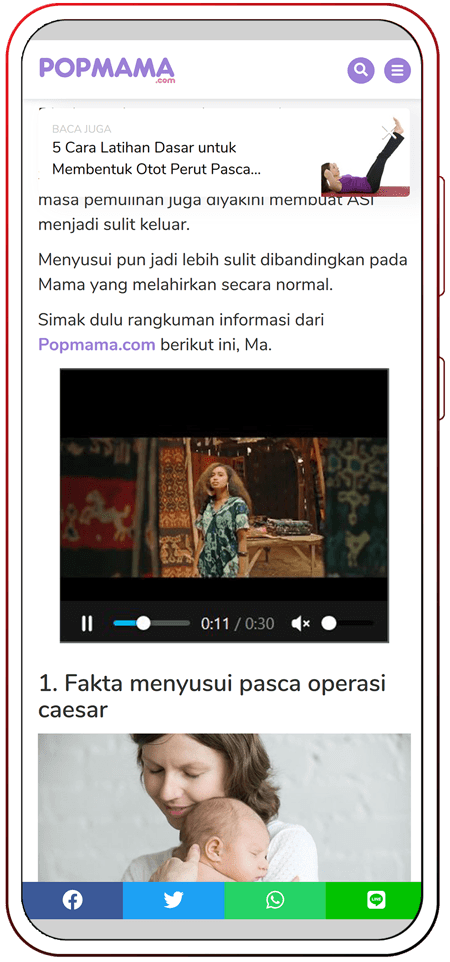 POPMAMA
.com
BACA JUGA
5 Cara Latihan Dasar untuk
Membentuk Otot Perut Pasca...
masa pemulihan juga diyakini membuat ASI
menjadi sulit keluar.
Menyusui pun jadi lebih sulit dibandingkan pada
Mama yang melahirkan secara normal.
Simak dulu rangkuman informasi dari
Popmama.com berikut ini, Ma.
0:11 / 0:30
1. Fakta menyusui pasca operasi
caesar
LINE